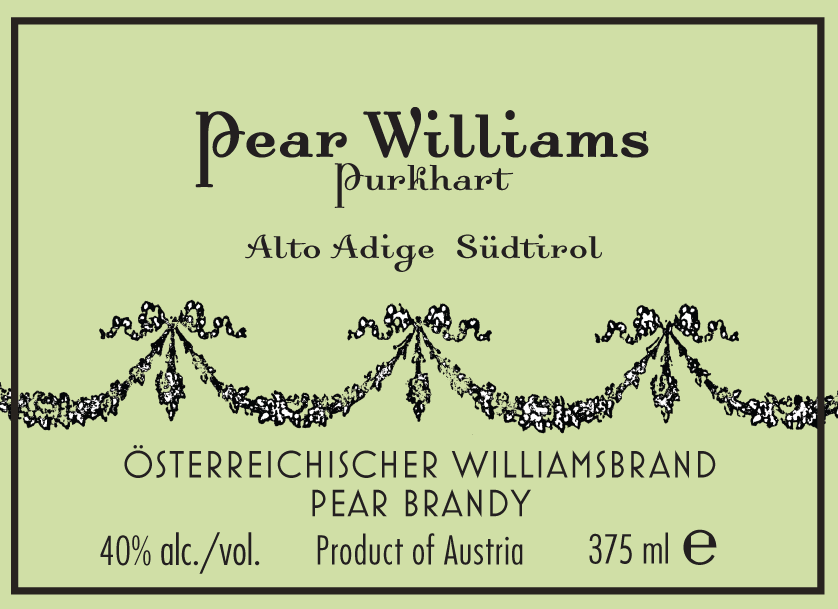 Pear Williams
Purkhart
Alto Adige Südtirol
ÖSTERREICHISCHER WILLIAMSBRAND
PEAR BRANDY
40% alc./vol. Product of Austria 375 ml ℮